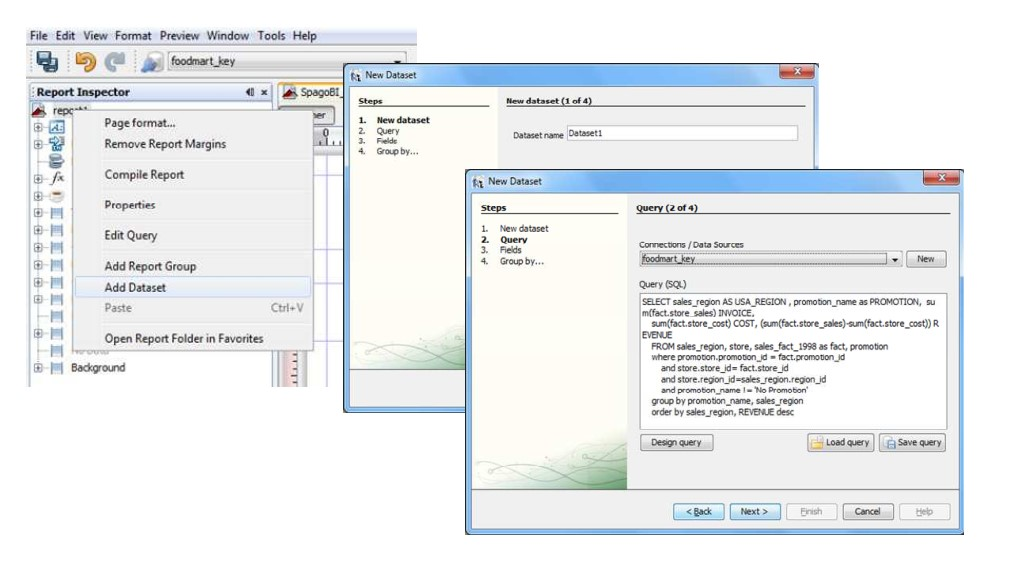 File Edit View Format Preview Window Tools Help
foodmart_key
Report Inspector
SpagoBI_
Page format...
Remove Report Margins
Compile Report
Properties
Edit Query
Add Report Group
Add Dataset
Paste Ctrl+V
Open Report Folder in Favorites
Background
New Dataset
Steps
1. New dataset
2. Query
3. Fields
4. Group by...
New dataset (1 of 4)
Dataset name Dataset1
New Dataset
Steps
1. New dataset
2. Query
3. Fields
4. Group by...
Query (2 of 4)
Connections / Data Sources
foodmart_key
New
Query (SQL)
SELECT sales_region AS USA_REGION , promotion_name as PROMOTION, su
m(fact.store_sales) INVOICE,
sum(fact.store_cost) COST, (sum(fact.store_sales)-sum(fact.store_cost)) R
EVENUE
FROM sales_region, store, sales_fact_1998 as fact, promotion
where promotion.promotion_id = fact.promotion_id
and store.store_id= fact.store_id
and store.region_id=sales_region.region_id
and promotion_name != 'No Promotion'
group by promotion_name, sales_region
order by sales_region, REVENUE desc
Design query
Load query
Save query
< Back
Next >
Finish
Cancel
Help